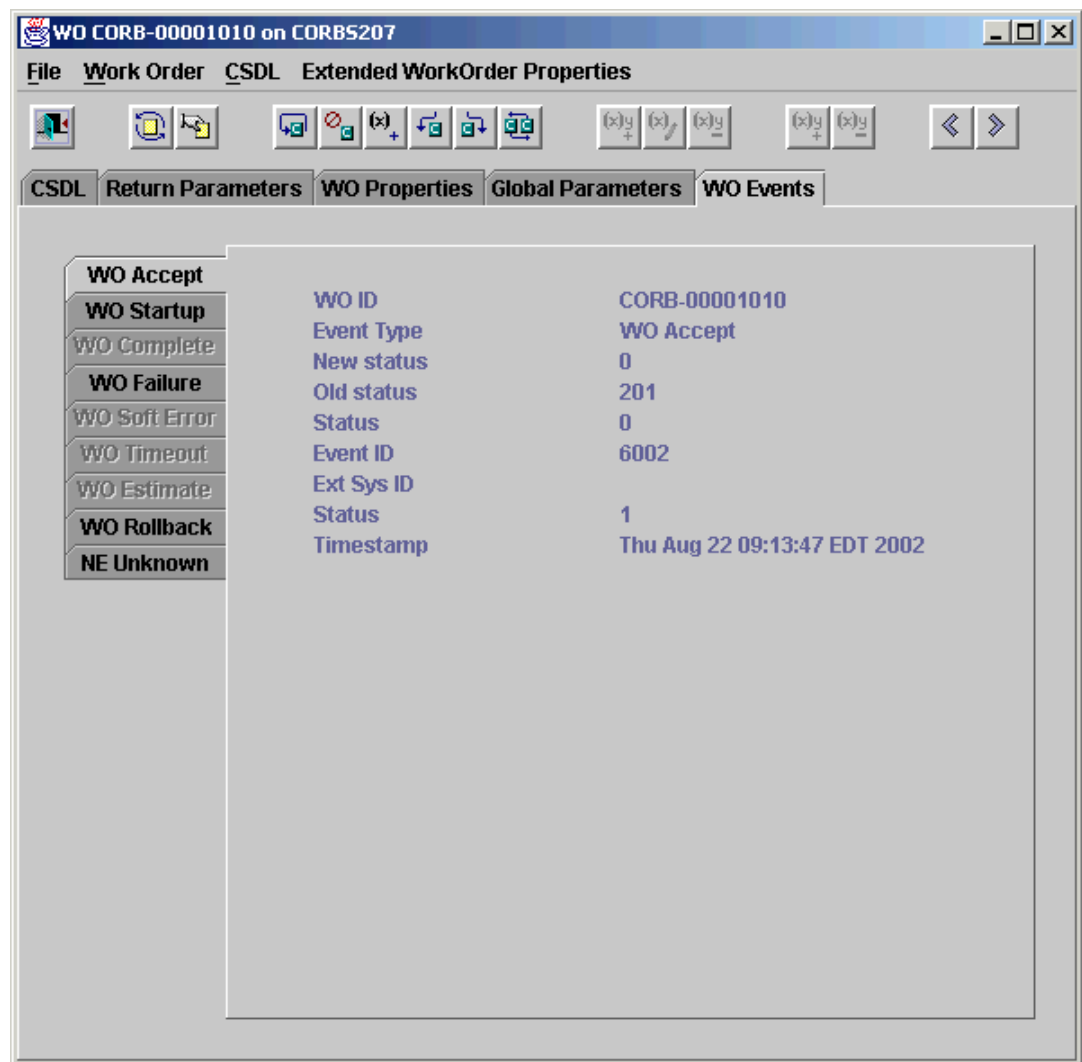 WO CORB-00001010 on CORBS207
File Work Order CSDL Extended WorkOrder Properties
(x) + (x)y + (x) (x)y − (x)y + (x)y −
CSDL Return Parameters WO Properties Global Parameters WO Events
WO Accept
WO Startup
WO Complete
WO Failure
WO Soft Error
WO Timeout
WO Estimate
WO Rollback
NE Unknown
WO ID CORB-00001010
Event Type WO Accept
New status 0
Old status 201
Status 0
Event ID 6002
Ext Sys ID
Status 1
Timestamp Thu Aug 22 09:13:47 EDT 2002